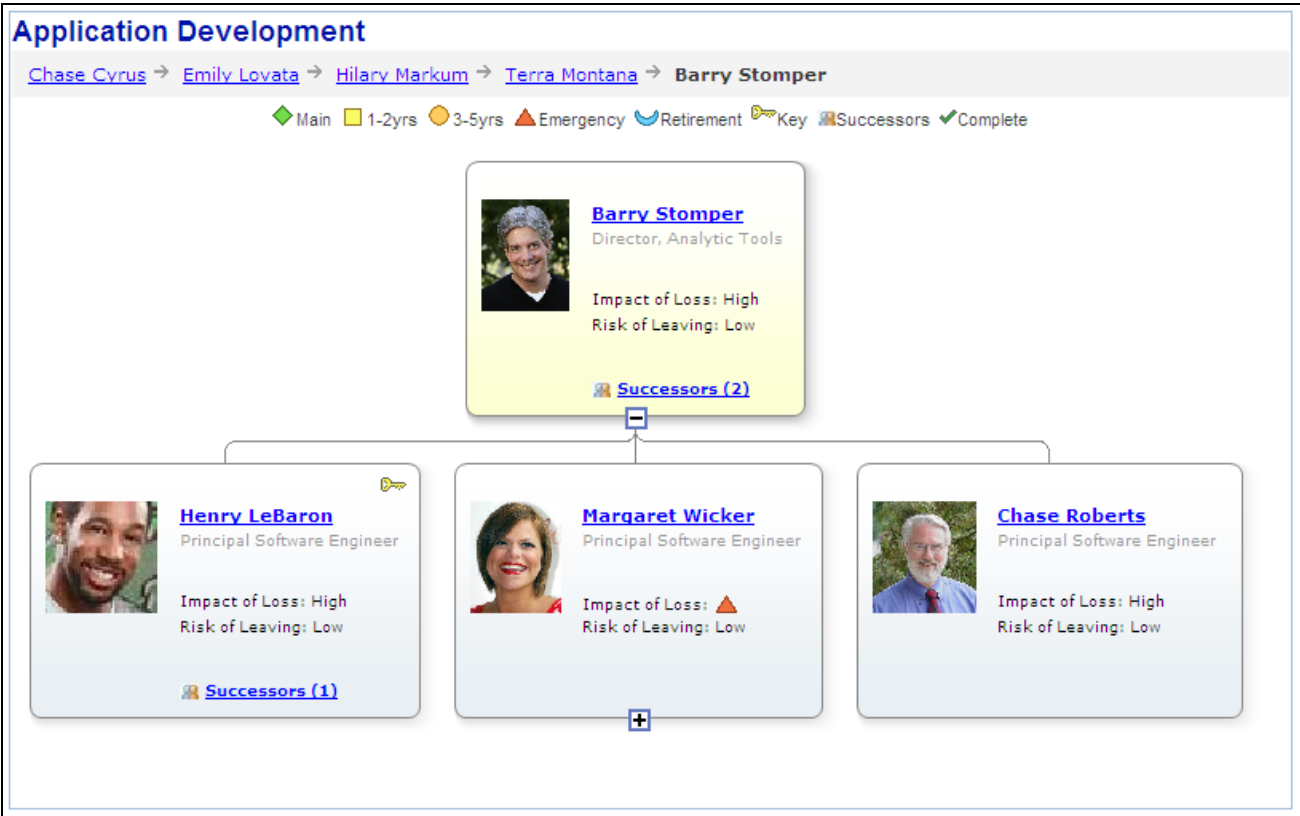 Application Development
Chase Cyrus Emily Lovata Hilary Markum Terra Montana Barry Stomper
Main 1-2yrs 3-5yrs Emergency Retirement Key Successors Complete
Barry Stomper
Director, Analytic Tools
Impact of Loss: High
Risk of Leaving: Low
Successors (2)
Henry LeBaron
Principal Software Engineer
Impact of Loss: High
Risk of Leaving: Low
Successors (1)
Margaret Wicker
Principal Software Engineer
Impact of Loss:
Risk of Leaving: Low
Chase Roberts
Principal Software Engineer
Impact of Loss: High
Risk of Leaving: Low